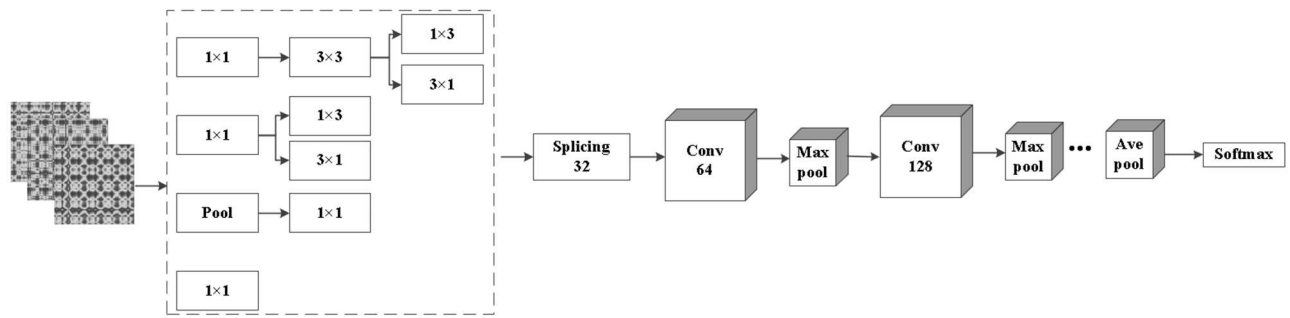 1×1
3×3
1×3
3×1
1×1
1×3
3×1
Pool
1×1
1×1
Splicing
32
Conv
64
Max
pool
Conv
128
Max
pool
Ave
pool
Softmax